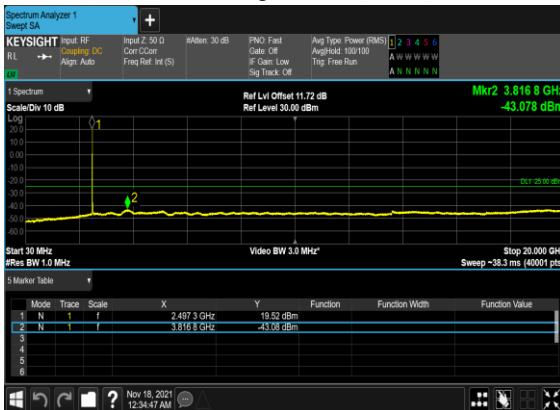 Spectrum Analyzer 1
Swept SA
KEYSIGHT Input: RF Input Z: 50 Ω #Atten: 30 dB PNO: Fast Avg Type: Power (RMS) 1 2 3 4 5 6
RL Coupling: DC Corr CCorr Gate: Off Avg|Hold: 100/100 A W W W W W
Align: Auto Freq Ref: Int (S) IF Gain: Low Trig: Free Run
Sig Track: Off A N N N N N
1 Spectrum Ref Lvl Offset 11.72 dB Mkr2 3.816 8 GHz
Scale/Div 10 dB Ref Level 30.00 dBm -43.078 dBm
Log
20.0
10.0
0.00
-10.0
-20.0
-30.0
-40.0
-50.0
-60.0
1
2
DL1 -25.00 dBm
Start 30 MHz Video BW 3.0 MHz* Stop 20.000 GH
#Res BW 1.0 MHz Sweep ~38.3 ms (40001 pts
5 Marker Table
Mode Trace Scale X Y Function Function Width Function Value
1 N 1 f 2.497 3 GHz 19.52 dBm
2 N 1 f 3.816 8 GHz -43.08 dBm
3
4
5
6
? Nov 18, 2021
12:34:47 AM